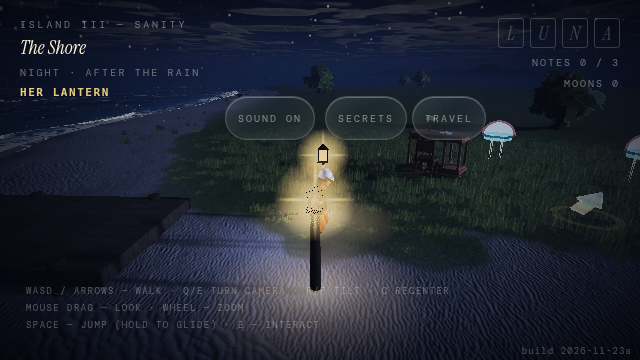 ISLAND III — SANITY
The Shore
NIGHT · AFTER THE RAIN
HER LANTERN
LUNA
NOTES 0 / 3
MOONS 0
SOUND ON
SECRETS
TRAVEL
WASD / ARROWS — WALK · Q/E TURN CAMERA · R/F TILT · C RECENTER
MOUSE DRAG — LOOK · WHEEL — ZOOM
SPACE — JUMP (HOLD TO GLIDE) · E — INTERACT
build 2026-11-23a